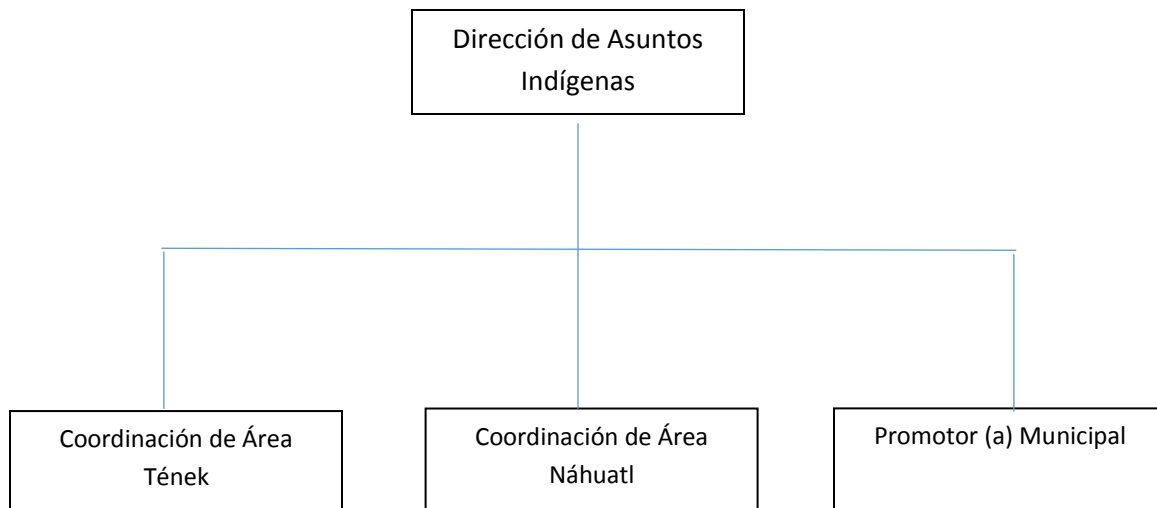 Dirección de Asuntos
Indígenas
Coordinación de Área
Tének
Coordinación de Área
Náhuatl
Promotor (a) Municipal